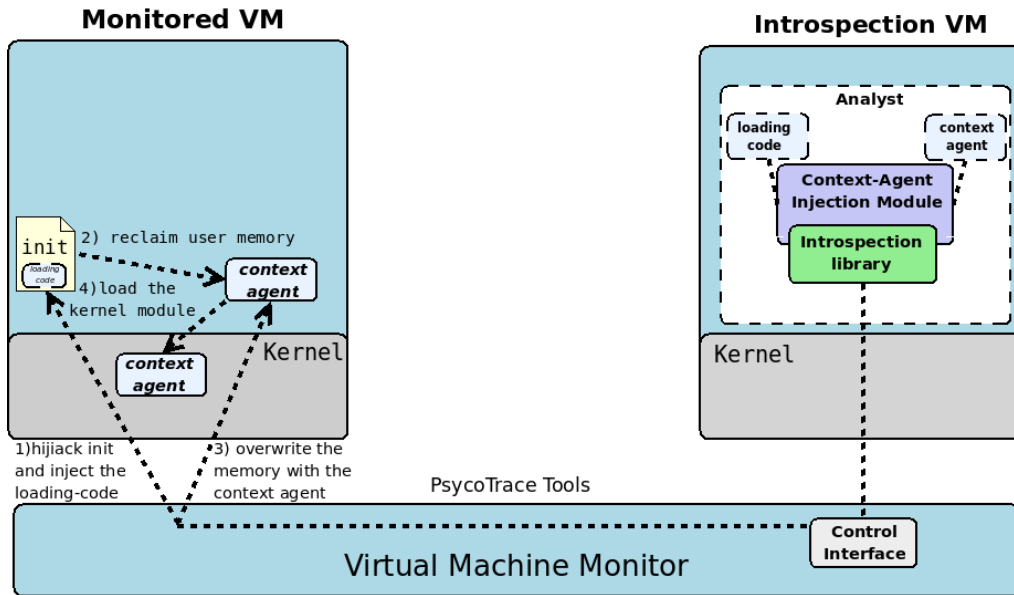 Monitored VM
Introspection VM
Analyst
loading
code
context
agent
Context-Agent
Injection Module
Introspection
library
init
loading
code
2) reclaim user memory
context
agent
4)load the
kernel module
Kernel
context
agent
Kernel
1)hijiack init
and inject the
loading-code
3) overwrite the
memory with the
context agent
PsycoTrace Tools
Control
Interface
Virtual Machine Monitor